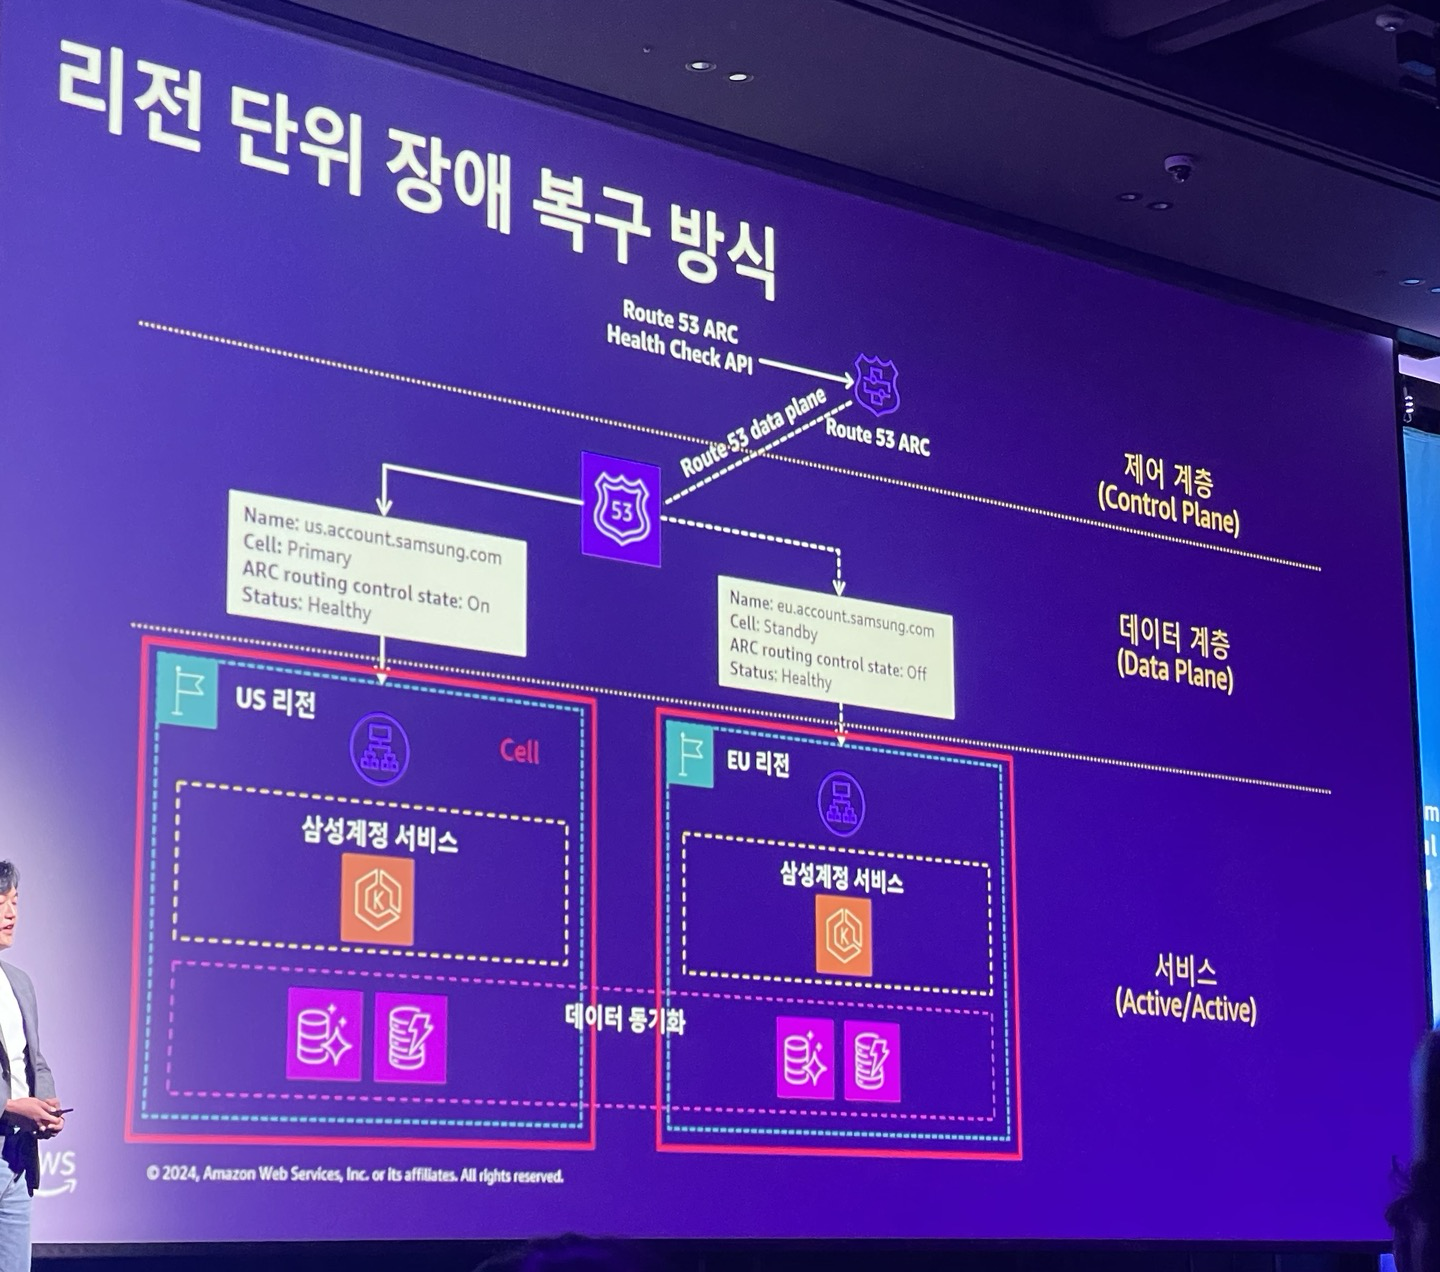 리전 단위 장애 복구 방식
Route 53 ARC
Health Check API
Route 53 data plane
Route 53 ARC
제어 계층
(Control Plane)
53
Name: us.account.samsung.com
Cell: Primary
ARC routing control state: On
Status: Healthy
Name: eu.account.samsung.com
Cell: Standby
ARC routing control state: Off
Status: Healthy
데이터 계층
(Data Plane)
US 리전
Cell
삼성계정 서비스
K
EU 리전
삼성계정 서비스
K
데이터 동기화
서비스
(Active/Active)
© 2024, Amazon Web Services, Inc. or its affiliates. All rights reserved.